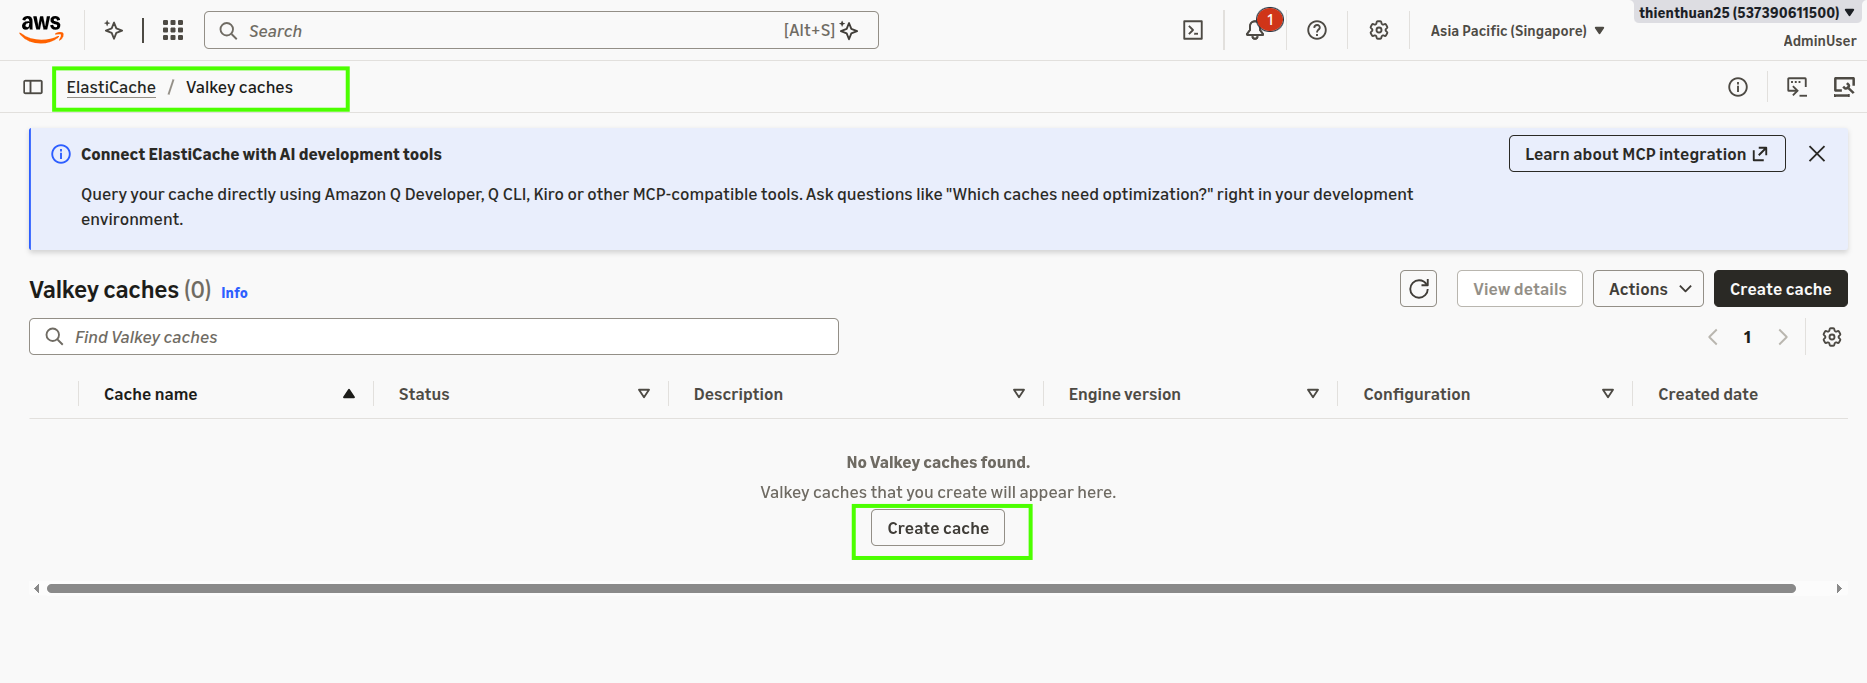 aws
Search
[Alt+S]
1
Asia Pacific (Singapore)
thienthuan25 (537390611500)
AdminUser
ElastiCache / Valkey caches
Connect ElastiCache with AI development tools
Learn about MCP integration
Query your cache directly using Amazon Q Developer, Q CLI, Kiro or other MCP-compatible tools. Ask questions like "Which caches need optimization?" right in your development
environment.
Valkey caches (0) Info
View details
Actions
Create cache
Find Valkey caches
1
Cache name
Status
Description
Engine version
Configuration
Created date
No Valkey caches found.
Valkey caches that you create will appear here.
Create cache